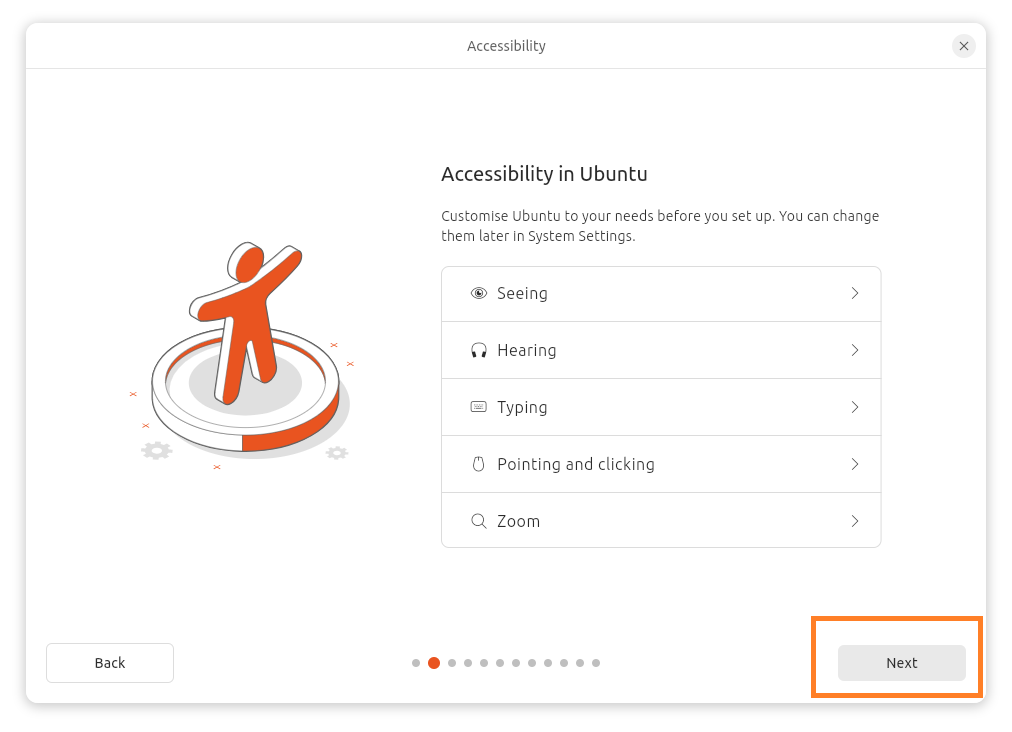 Accessibility
Accessibility in Ubuntu
Customise Ubuntu to your needs before you set up. You can change
them later in System Settings.
Seeing
Hearing
Typing
Pointing and clicking
Zoom
Back
Next